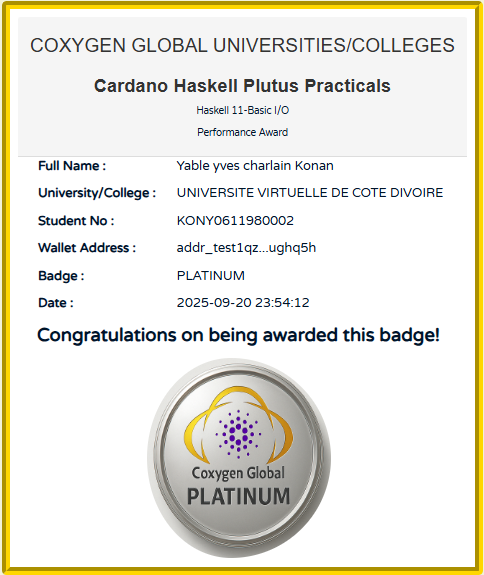 COXYGEN GLOBAL UNIVERSITIES/COLLEGES
Cardano Haskell Plutus Practicals
Haskell 11-Basic I/O
Performance Award
Full Name : Yable yves charlain Konan
University/College : UNIVERSITE VIRTUELLE DE COTE DIVOIRE
Student No : KONY0611980002
Wallet Address : addr_test1qz...ughq5h
Badge : PLATINUM
Date : 2025-09-20 23:54:12
Congratulations on being awarded this badge!
Coxygen Global
PLATINUM